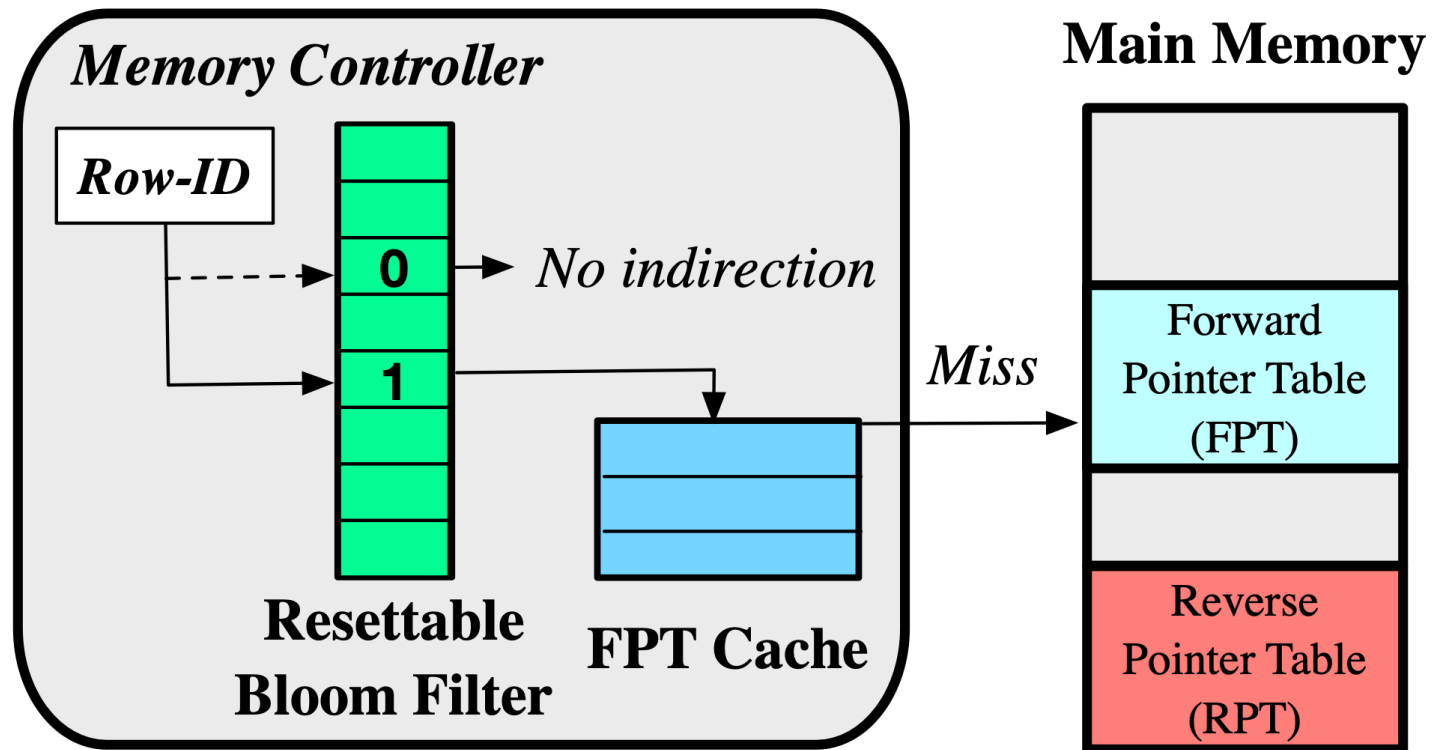 Memory Controller
Row-ID
0
No indirection
1
Resettable
Bloom Filter
FPT Cache
Miss
Main Memory
Forward
Pointer Table
(FPT)
Reverse
Pointer Table
(RPT)